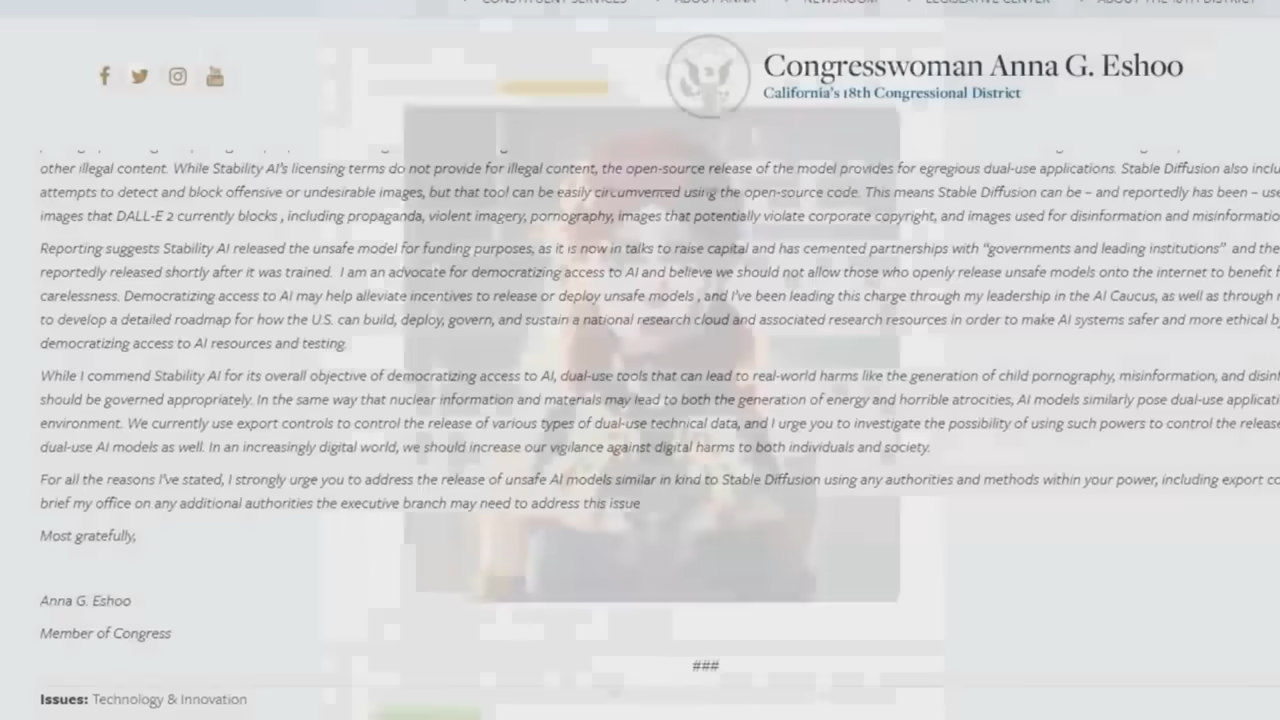 CONSTITUENT SERVICES ABOUT ANNA NEWSROOM LEGISLATIVE CENTER ABOUT THE 18TH DISTRICT
Congresswoman Anna G. Eshoo
California's 18th Congressional District
other illegal content. While Stability AI's licensing terms do not provide for illegal content, the open-source release of the model provides for egregious dual-use applications. Stable Diffusion also
attempts to detect and block offensive or undesirable images, but that tool can be easily circumvented using the open-source code. This means Stable Diffusion can be – and reportedly has been –
images that DALL-E 2 currently blocks , including propaganda, violent imagery, pornography, images that potentially violate corporate copyright, and images used for disinformation and
Reporting suggests Stability AI released the unsafe model for funding purposes, as it is now in talks to raise capital and has cemented partnerships with “governments and leading institutions” and
reportedly released shortly after it was trained. I am an advocate for democratizing access to AI and believe we should not allow those who openly release unsafe models onto the internet to benefit
carelessness. Democratizing access to AI may help alleviate incentives to release or deploy unsafe models , and I've been leading this charge through my leadership in the AI Caucus, as well as through
to develop a detailed roadmap for how the U.S. can build, deploy, govern, and sustain a national research cloud and associated research resources in order to make AI systems safer and more ethical
democratizing access to AI resources and testing.
While I commend Stability AI for its overall objective of democratizing access to AI, dual-use tools that can lead to real-world harms like the generation of child pornography, misinformation, and
should be governed appropriately. In the same way that nuclear information and materials may lead to both the generation of energy and horrible atrocities, AI models similarly pose dual-use
environment. We currently use export controls to control the release of various types of dual-use technical data, and I urge you to investigate the possibility of using such powers to control the
dual-use AI models as well. In an increasingly digital world, we should increase our vigilance against digital harms to both individuals and society.
For all the reasons I've stated, I strongly urge you to address the release of unsafe AI models similar in kind to Stable Diffusion using any authorities and methods within your power, including export
brief my office on any additional authorities the executive branch may need to address this issue
Most gratefully,
Anna G. Eshoo
Member of Congress
###
Issues: Technology & Innovation